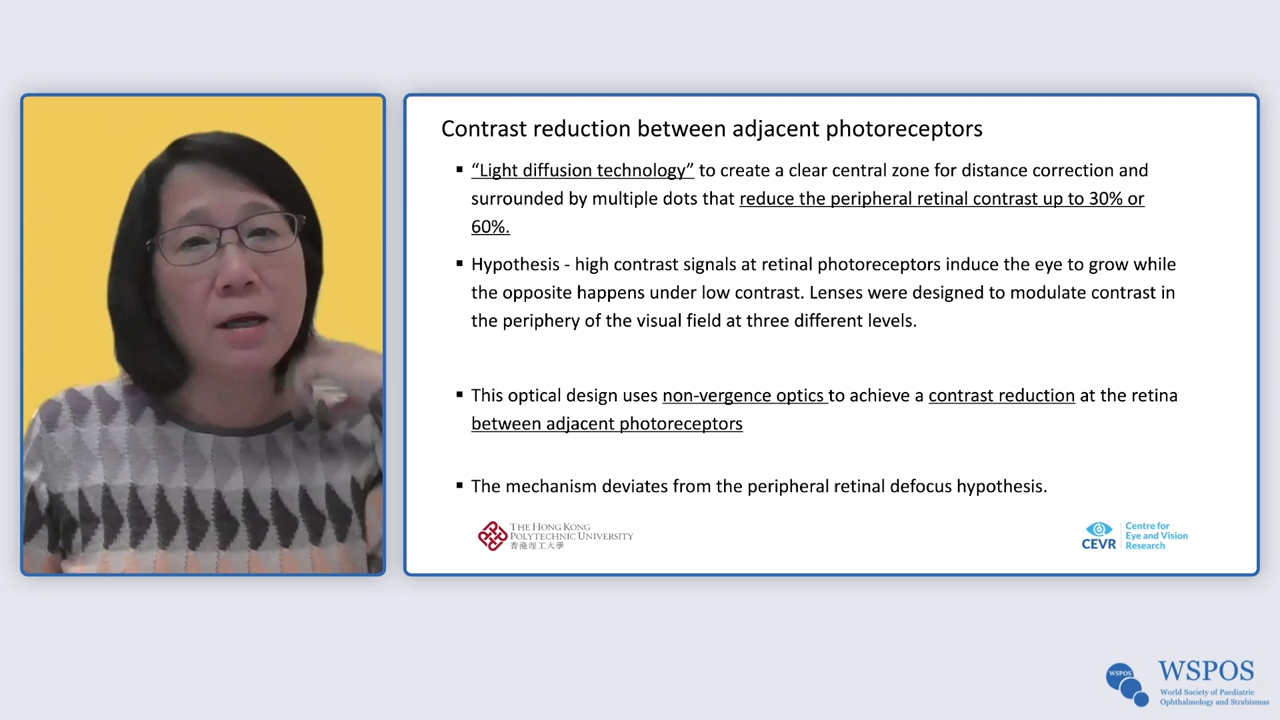 Contrast reduction between adjacent photoreceptors
▪ “Light diffusion technology” to create a clear central zone for distance correction and
surrounded by multiple dots that reduce the peripheral retinal contrast up to 30% or
60%.
▪ Hypothesis - high contrast signals at retinal photoreceptors induce the eye to grow while
the opposite happens under low contrast. Lenses were designed to modulate contrast in
the periphery of the visual field at three different levels.
▪ This optical design uses non-vergence optics to achieve a contrast reduction at the retina
between adjacent photoreceptors
▪ The mechanism deviates from the peripheral retinal defocus hypothesis.
THE HONG KONG
POLYTECHNIC UNIVERSITY
香港理工大學
CEVR
Centre for
Eye and Vision
Research
WSPOS
WSPOS
World Society of Paediatric
Ophthalmology and Strabismus